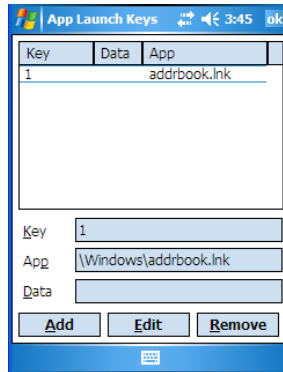 App Launch Keys 3:45 ok
Key Data App
1 addrbook.lnk
Key 1
App \Windows\addrbook.lnk
Data
Add Edit Remove